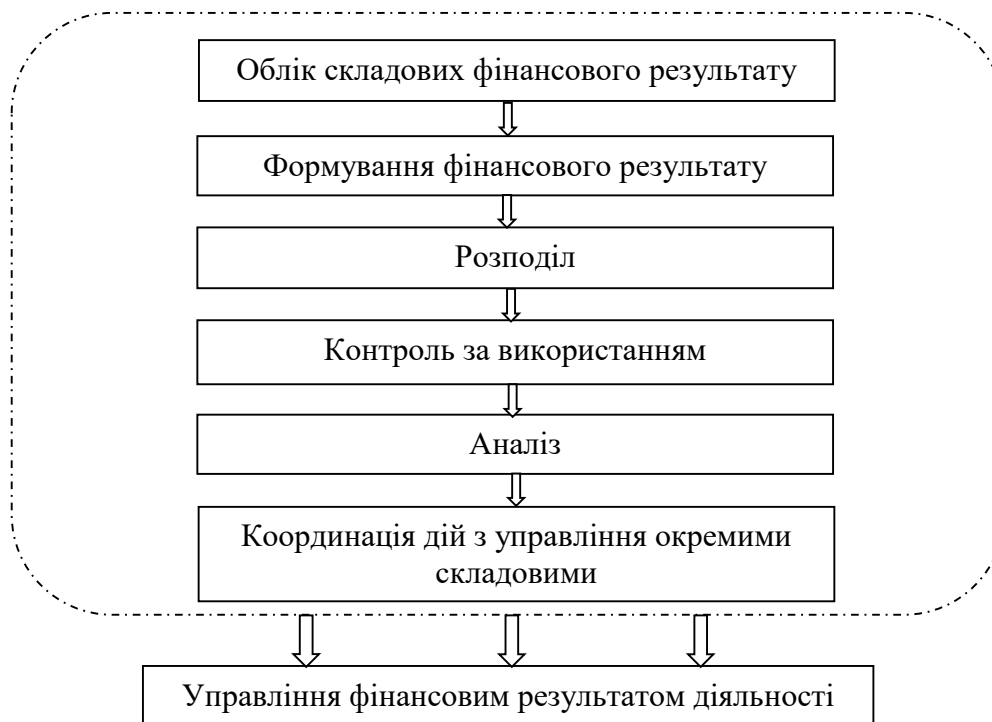 Облік складових фінансового результату
Формування фінансового результату
Розподіл
Контроль за використанням
Аналіз
Координація дій з управління окремими
складовими
Управління фінансовим результатом діяльності